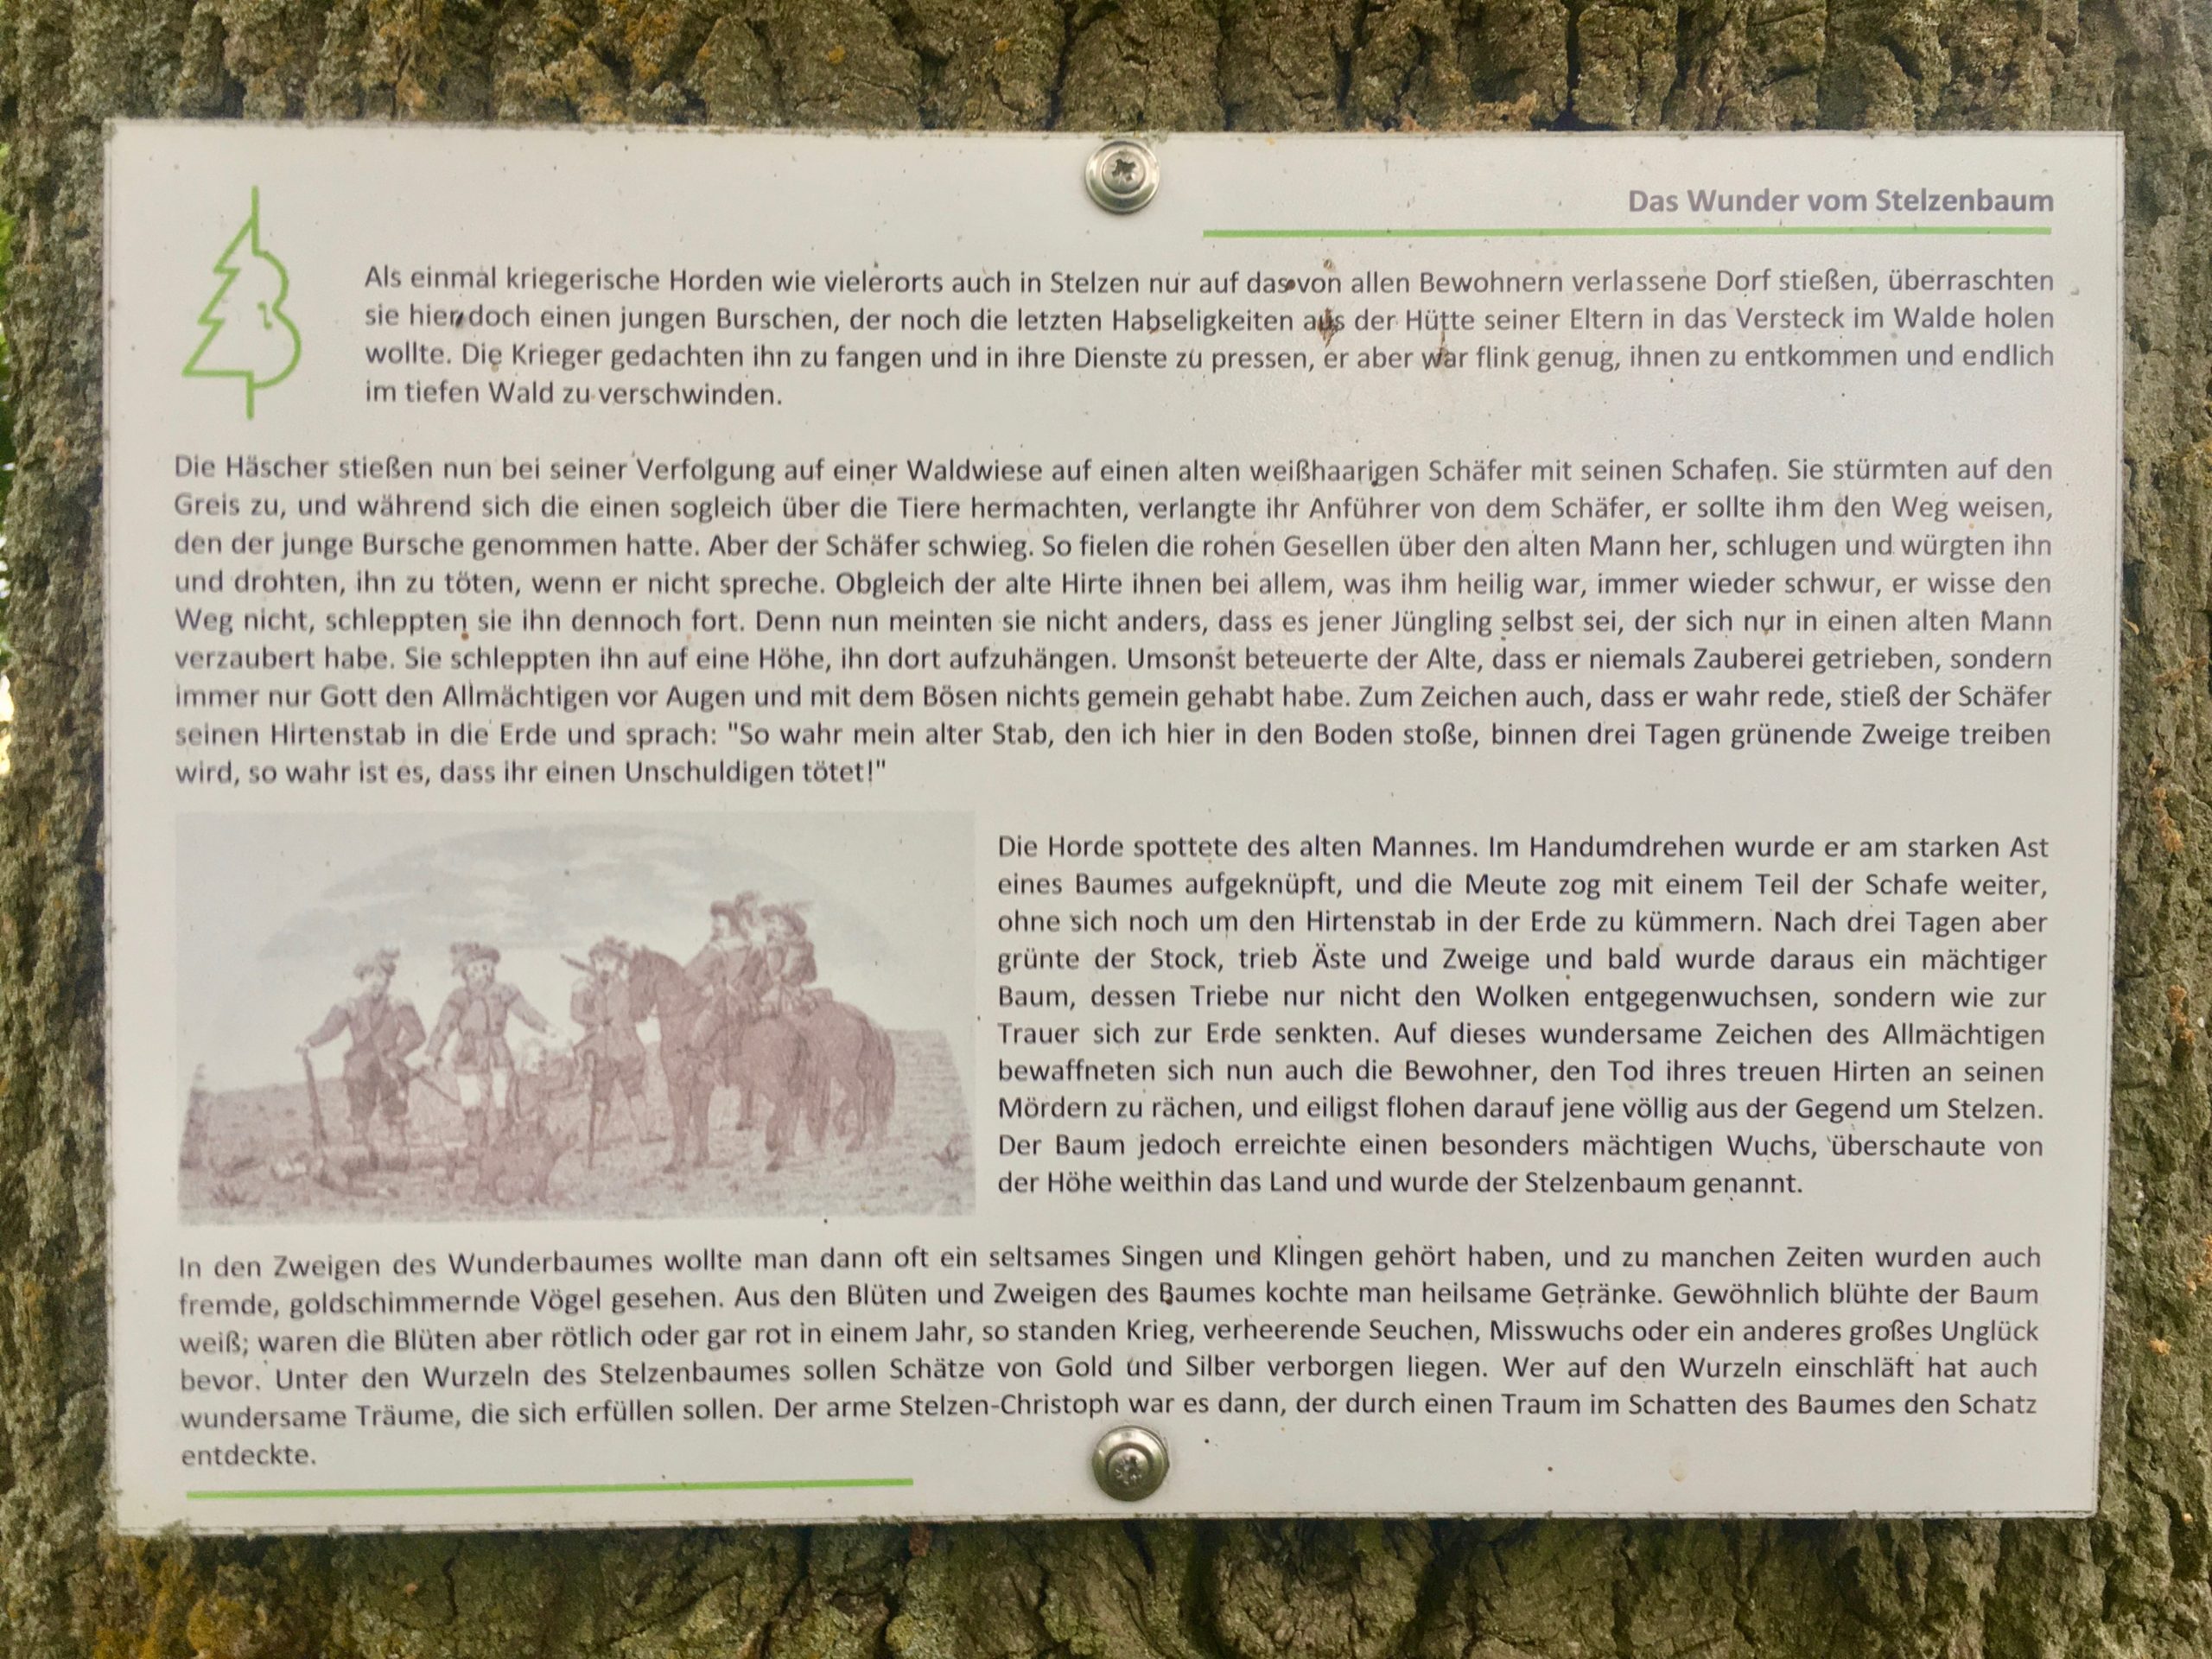 Das Wunder vom Stelzenbaum
Als einmal kriegerische Horden wie vielerorts auch in Stelzen nur auf das von allen Bewohnern verlassene Dorf stießen, überraschten
sie hier doch einen jungen Burschen, der noch die letzten Habseligkeiten aus der Hütte seiner Eltern in das Versteck im Walde holen
wollte. Die Krieger gedachten ihn zu fangen und in ihre Dienste zu pressen, er aber war flink genug, ihnen zu entkommen und endlich
im tiefen Wald zu verschwinden.
Die Häscher stießen nun bei seiner Verfolgung auf einer Waldwiese auf einen alten weißhaarigen Schäfer mit seinen Schafen. Sie stürmten auf den
Greis zu, und während sich die einen sogleich über die Tiere hermachten, verlangte ihr Anführer von dem Schäfer, er sollte ihm den Weg weisen,
den der junge Bursche genommen hatte. Aber der Schäfer schwieg. So fielen die rohen Gesellen über den alten Mann her, schlugen und würgten ihn
und drohten, ihn zu töten, wenn er nicht spreche. Obgleich der alte Hirte ihnen bei allem, was ihm heilig war, immer wieder schwur, er wisse den
Weg nicht, schleppten sie ihn dennoch fort. Denn nun meinten sie nicht anders, dass es jener Jüngling selbst sei, der sich nur in einen alten Mann
verzaubert habe. Sie schleppten ihn auf eine Höhe, ihn dort aufzuhängen. Umsonst beteuerte der Alte, dass er niemals Zauberei getrieben, sondern
immer nur Gott den Allmächtigen vor Augen und mit dem Bösen nichts gemein gehabt habe. Zum Zeichen auch, dass er wahr rede, stieß der Schäfer
seinen Hirtenstab in die Erde und sprach: "So wahr mein alter Stab, den ich hier in den Boden stoße, binnen drei Tagen grünende Zweige treiben
wird, so wahr ist es, dass ihr einen Unschuldigen tötet!"
Die Horde spottete des alten Mannes. Im Handumdrehen wurde er am starken Ast
eines Baumes aufgeknüpft, und die Meute zog mit einem Teil der Schafe weiter,
ohne sich noch um den Hirtenstab in der Erde zu kümmern. Nach drei Tagen aber
grünte der Stock, trieb Äste und Zweige und bald wurde daraus ein mächtiger
Baum, dessen Triebe nur nicht den Wolken entgegenwuchsen, sondern wie zur
Trauer sich zur Erde senkten. Auf dieses wundersame Zeichen des Allmächtigen
bewaffneten sich nun auch die Bewohner, den Tod ihres treuen Hirten an seinen
Mördern zu rächen, und eiligst flohen darauf jene völlig aus der Gegend um Stelzen.
Der Baum jedoch erreichte einen besonders mächtigen Wuchs, überschaute von
der Höhe weithin das Land und wurde der Stelzenbaum genannt.
In den Zweigen des Wunderbaumes wollte man dann oft ein seltsames Singen und Klingen gehört haben, und zu manchen Zeiten wurden auch
fremde, goldschimmernde Vögel gesehen. Aus den Blüten und Zweigen des Baumes kochte man heilsame Getränke. Gewöhnlich blühte der Baum
weiß; waren die Blüten aber rötlich oder gar rot in einem Jahr, so standen Krieg, verheerende Seuchen, Misswuchs oder ein anderes großes Unglück
bevor. Unter den Wurzeln des Stelzenbaumes sollen Schätze von Gold und Silber verborgen liegen. Wer auf den Wurzeln einschläft hat auch
wundersame Träume, die sich erfüllen sollen. Der arme Stelzen-Christoph war es dann, der durch einen Traum im Schatten des Baumes den Schatz
entdeckte.